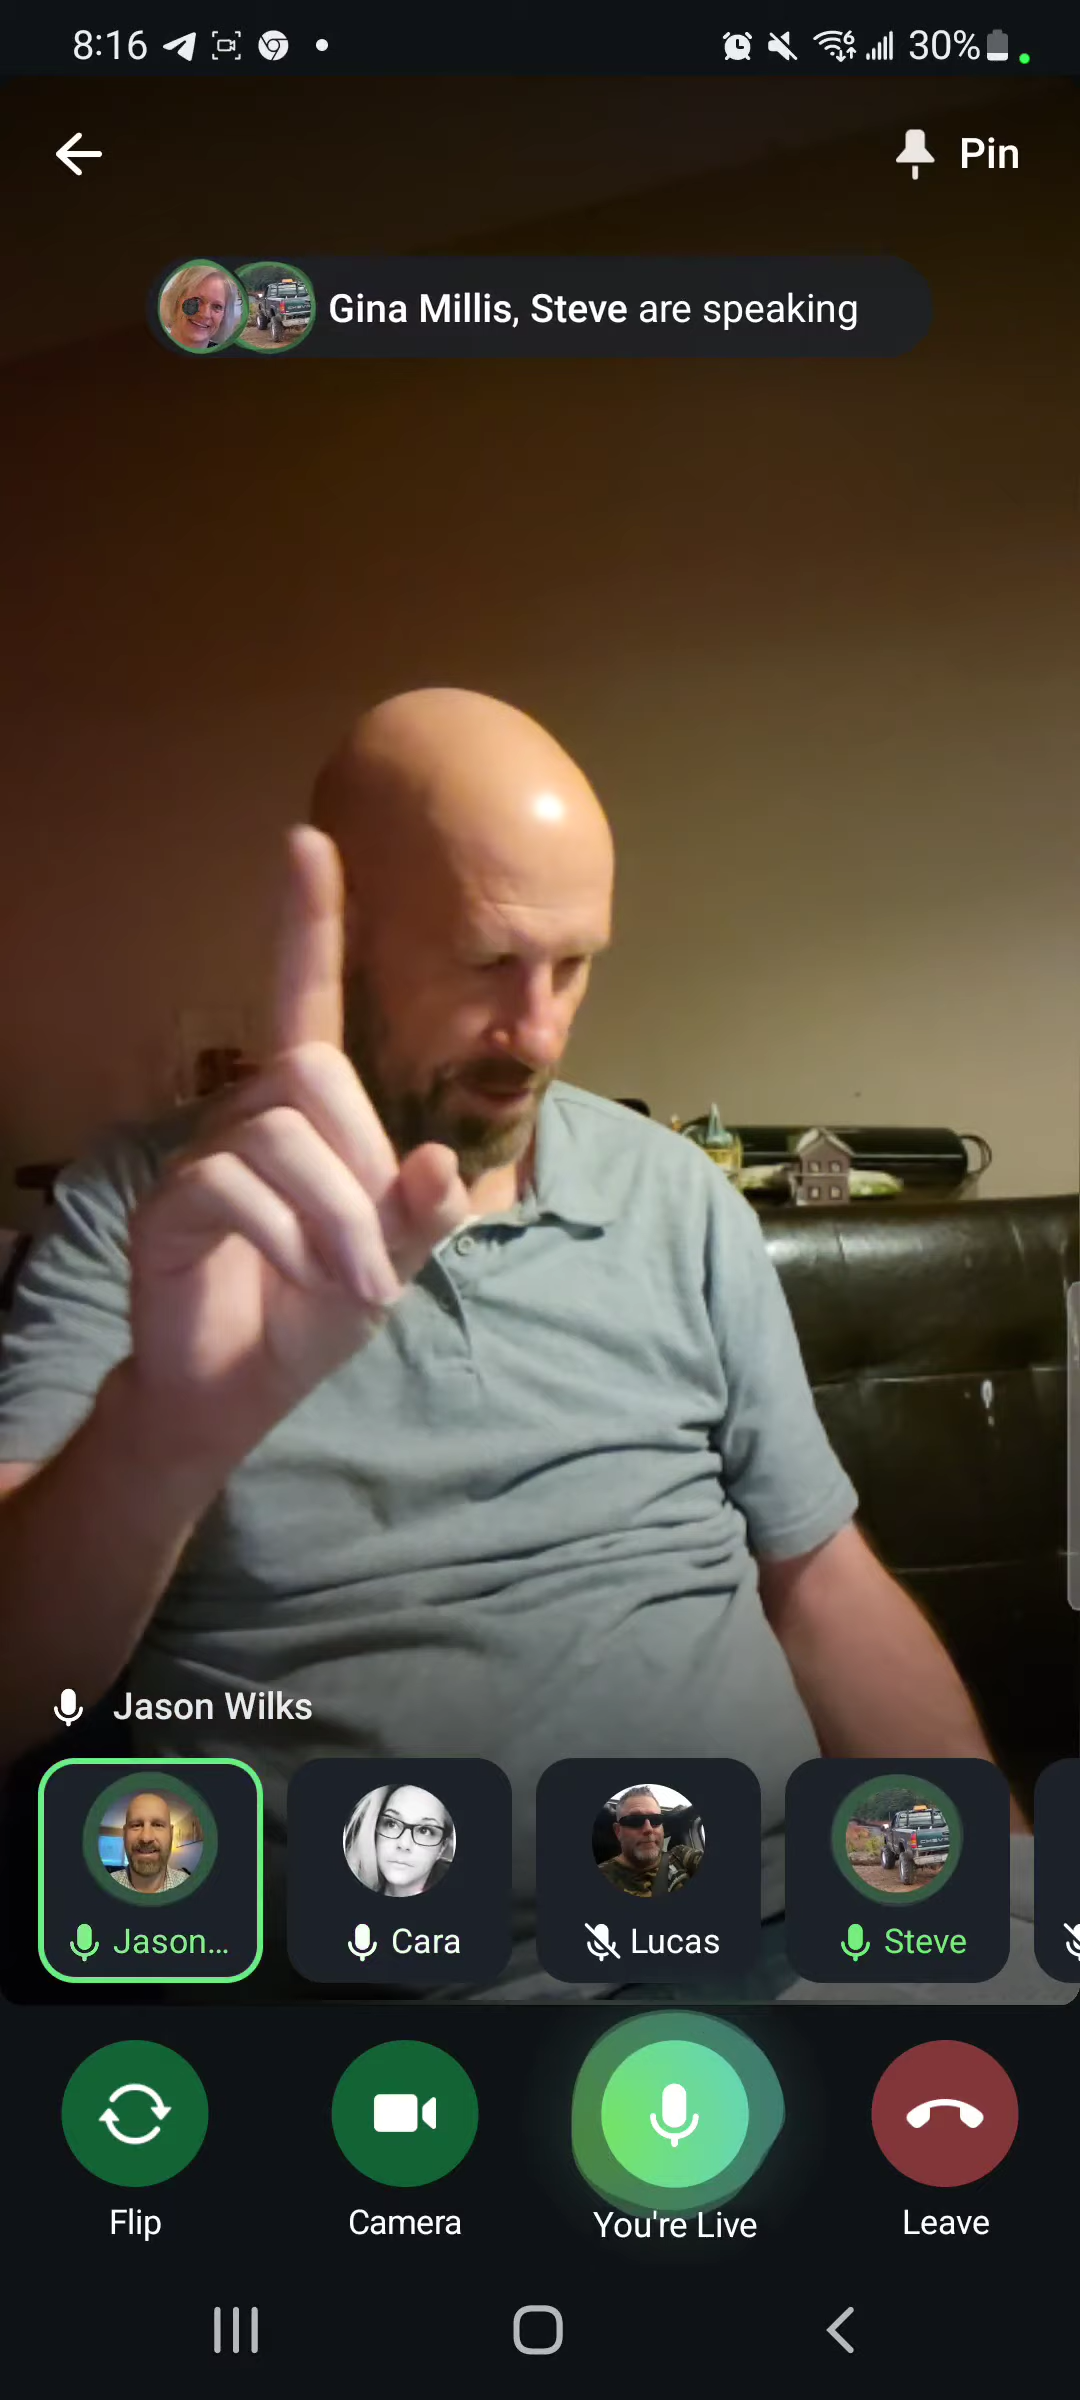 8:16
6
30%
Pin
Gina Millis, Steve are speaking
Jason Wilks
Jason...
Cara
Lucas
Steve
Flip
Camera
You're Live
Leave